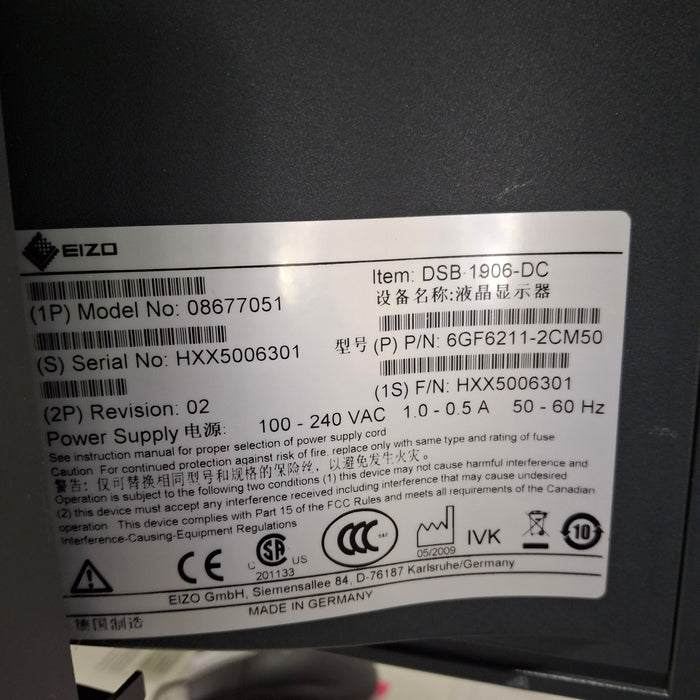 EIZO
Item: DSB 1906-DC
设备名称:液晶显示器
(1P) Model No: 08677051
型号 (P) P/N: 6GF6211-2CM50
(S) Serial No: HXX5006301
(1S) F/N: HXX5006301
(2P) Revision: 02
Power Supply 电源: 100 - 240 VAC 1.0 - 0.5 A 50 - 60 Hz
See instruction manual for proper selection of power supply cord
Caution For continued protection against risk of fire, replace only with same type and rating of fuse
警告: 仅可替换相同型号和规格的保险丝, 以避免发生火灾。
Operation is subject to the following two conditions (1) this device may not cause harmful interference and
(2) this device must accept any interference received including interference that may cause undesired
operation This device complies with Part 15 of the FCC Rules and meets all requirements of the Canadian
Interference-Causing-Equipment Regulations
CE
C SA US
201133
CCC
05/2009
IVK
10
EIZO GmbH, Siemensallee 84, D-76187 Karlsruhe/Germany
MADE IN GERMANY
德国制造